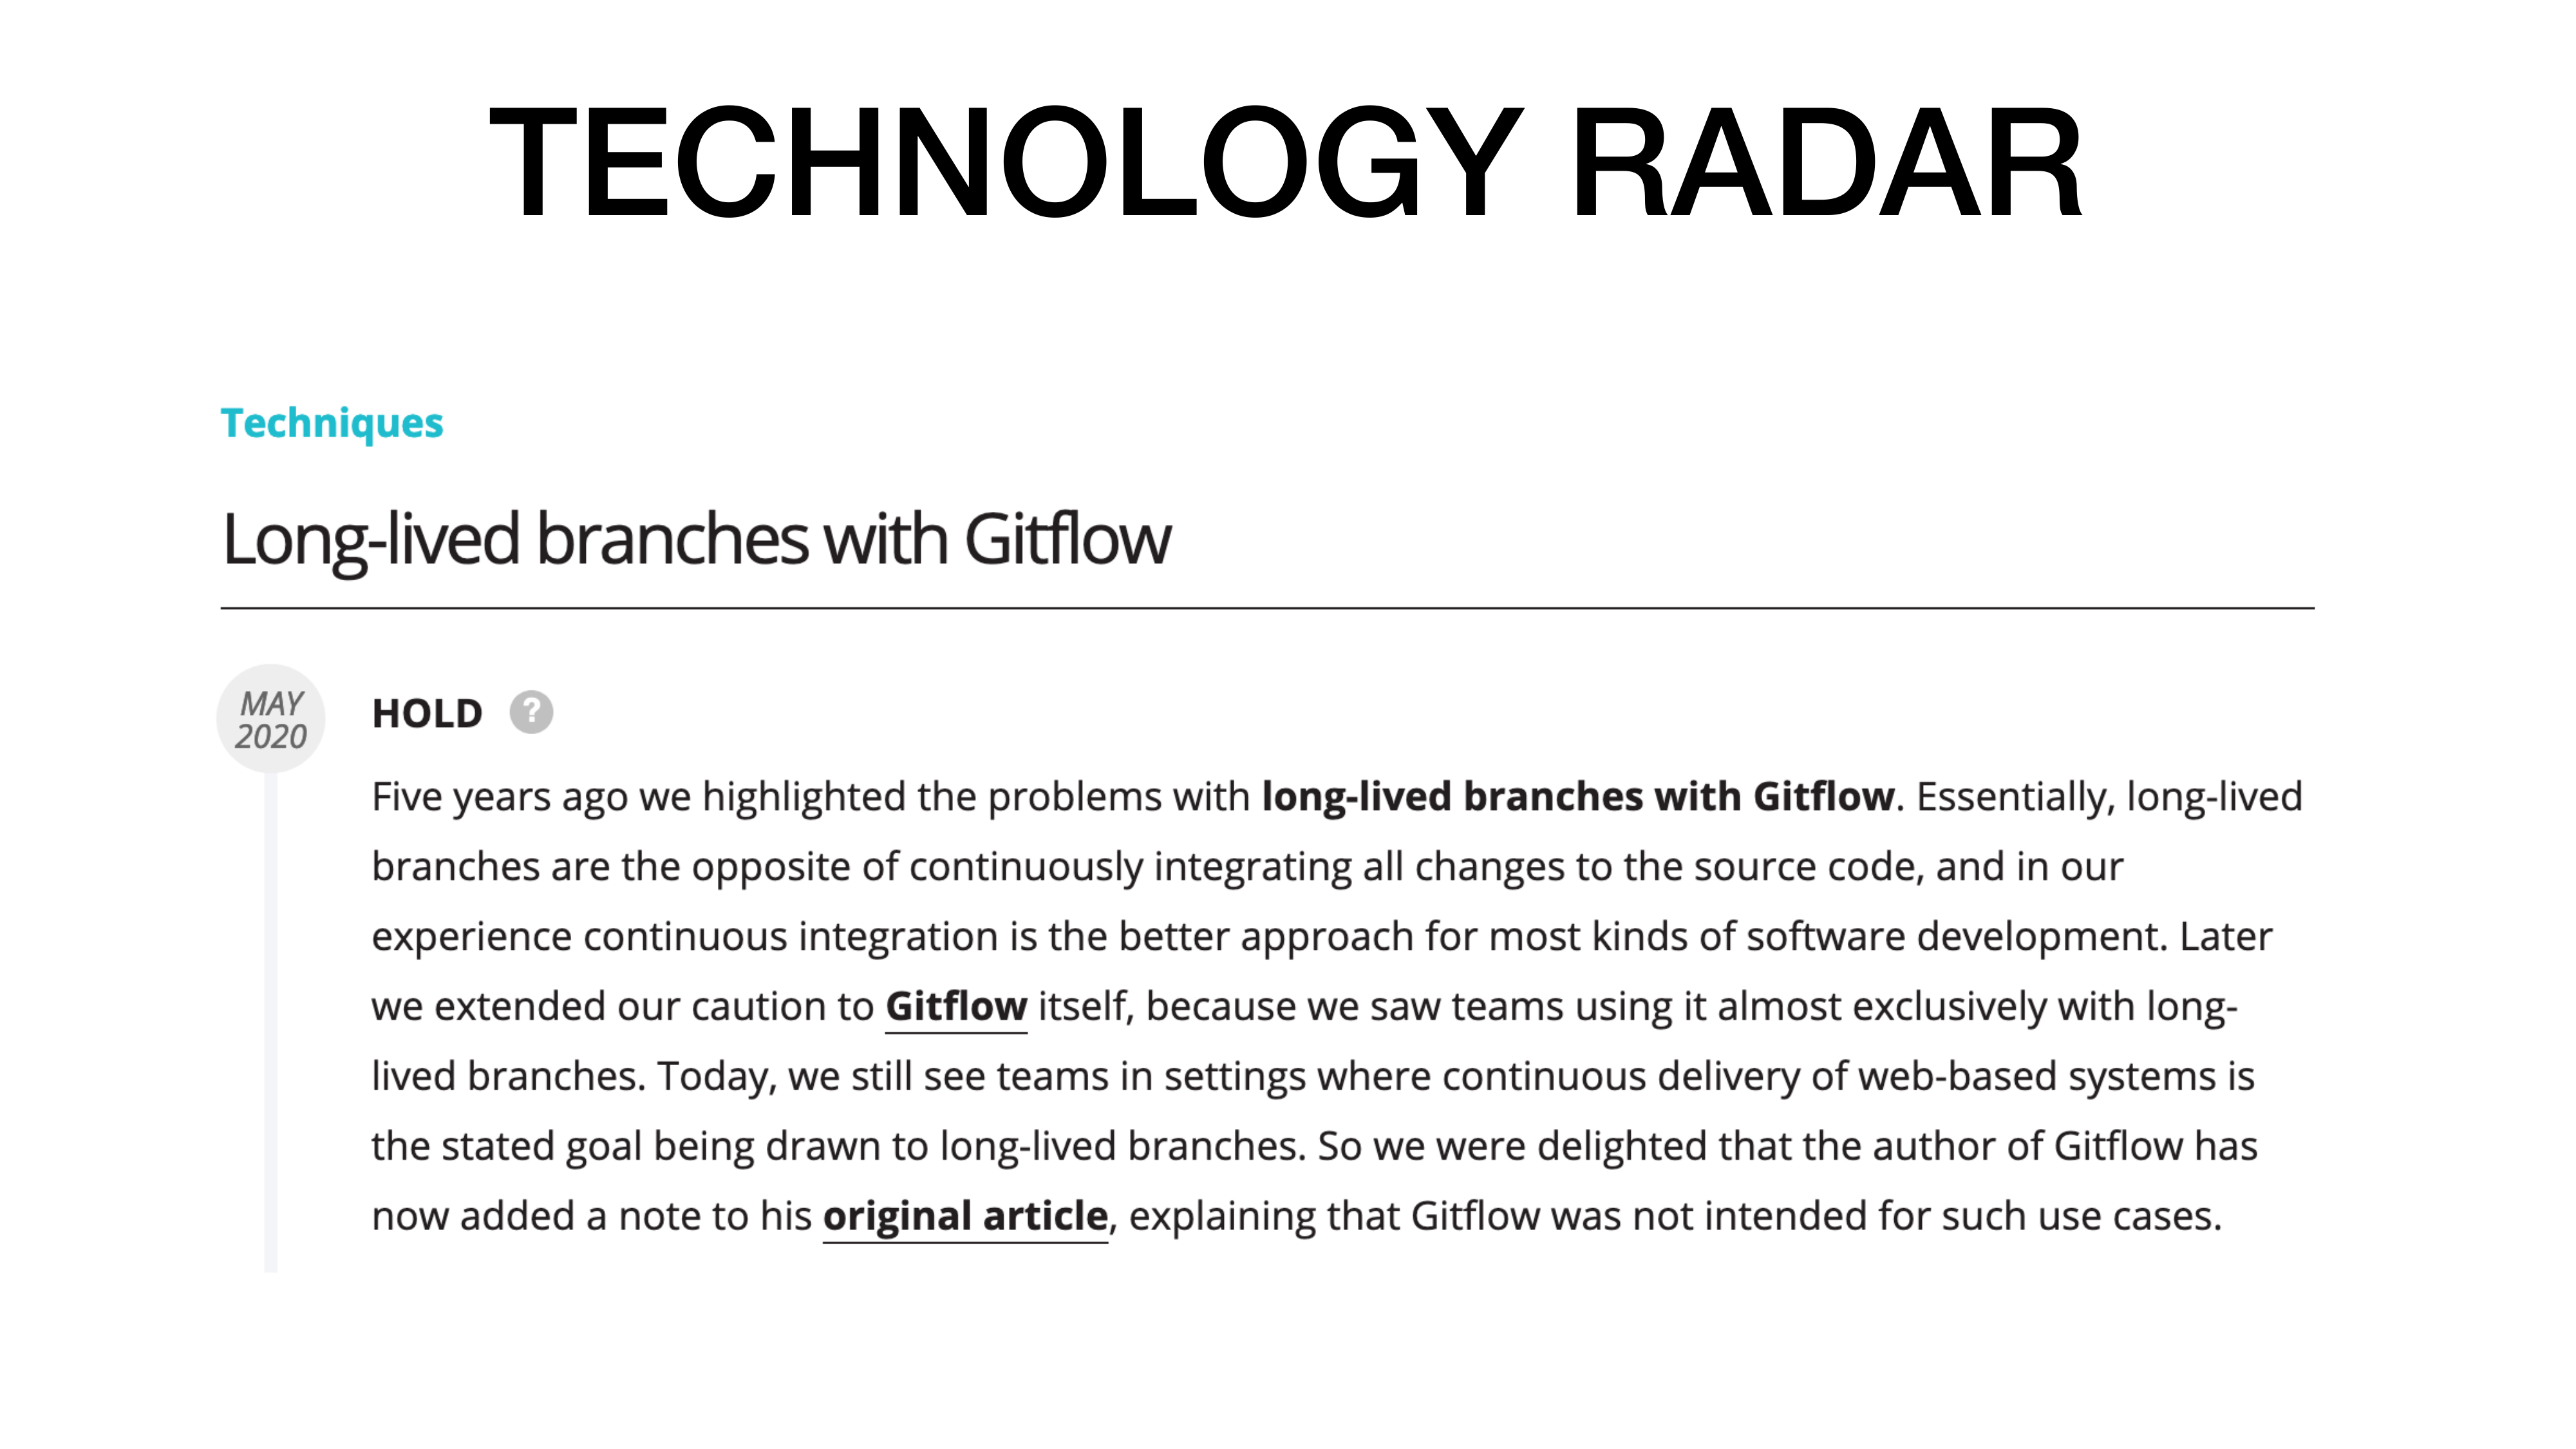 TECHNOLOGY RADAR
Techniques
Long-lived branches with Gitflow
MAY
2020
HOLD ?
Five years ago we highlighted the problems with long-lived branches with Gitflow. Essentially, long-lived
branches are the opposite of continuously integrating all changes to the source code, and in our
experience continuous integration is the better approach for most kinds of software development. Later
we extended our caution to Gitflow itself, because we saw teams using it almost exclusively with long-
lived branches. Today, we still see teams in settings where continuous delivery of web-based systems is
the stated goal being drawn to long-lived branches. So we were delighted that the author of Gitflow has
now added a note to his original article, explaining that Gitflow was not intended for such use cases.